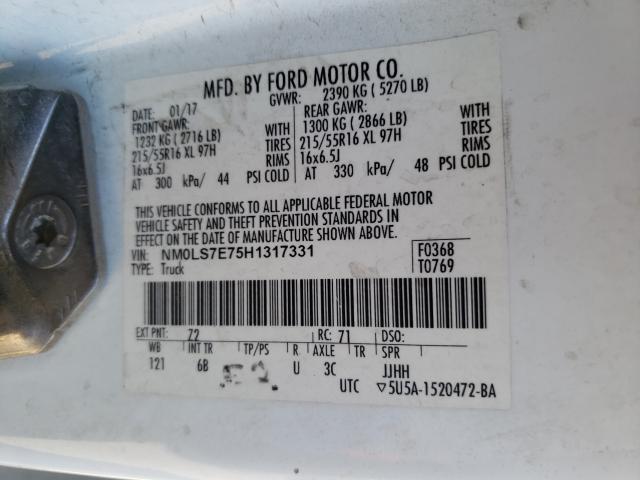 MFD. BY FORD MOTOR CO.
DATE: 01/17 GVWR: 2390 KG ( 5270 LB)
FRONT GAWR: REAR GAWR:
1232 KG ( 2716 LB) WITH 1300 KG ( 2866 LB) WITH
215/55R16 XL 97H TIRES 215/55R16 XL 97H TIRES
16x6.5J RIMS 16x6.5J RIMS
AT 300 kPa/ 44 PSI COLD AT 330 kPa/ 48 PSI COLD
THIS VEHICLE CONFORMS TO ALL APPLICABLE FEDERAL MOTOR
VEHICLE SAFETY AND THEFT PREVENTION STANDARDS IN
EFFECT ON THE DATE OF MANUFACTURE SHOWN ABOVE.
VIN: NM0LS7E75H1317331 F0368
TYPE: Truck T0769
EXT PNT: 72 RC: 71 DSO:
WB INT TR TP/PS R AXLE TR SPR
121 6B E2 U 3C JJHH
UTC ▽5U5A-1520472-BA